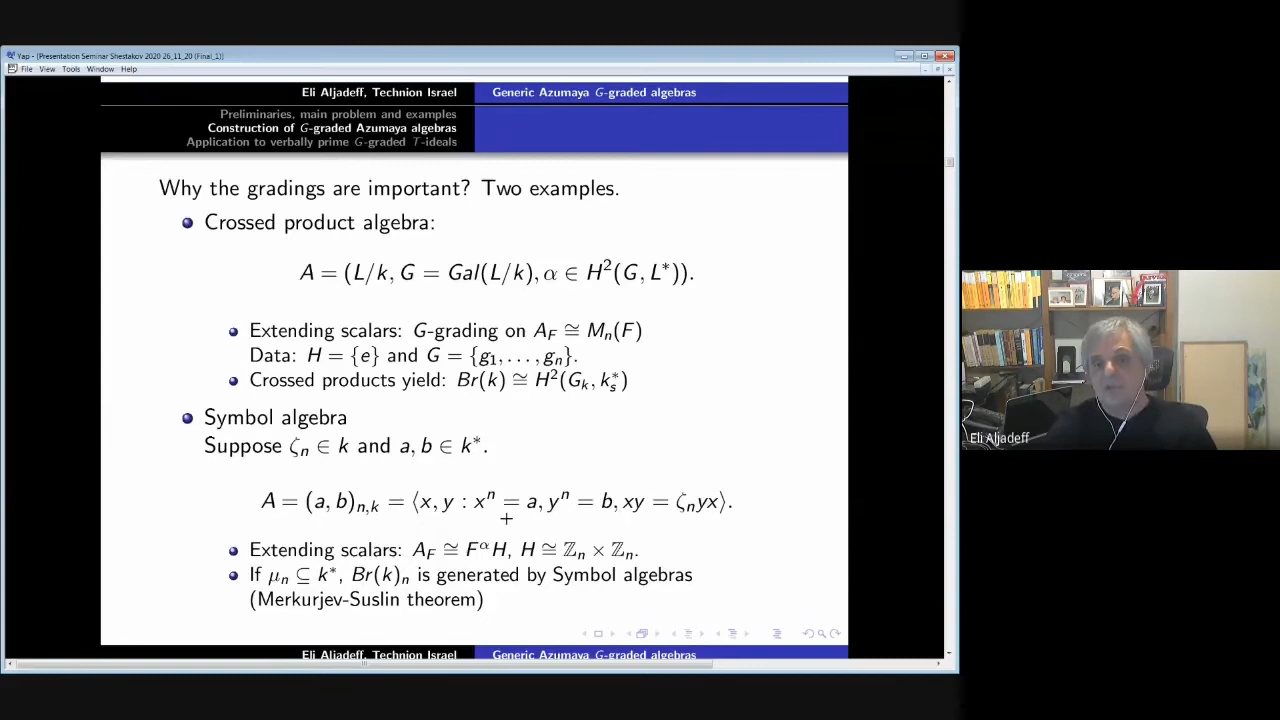 Yap - [Presentation Seminar Shestakov 2020 26_11_20 (Final_1)]
File View Tools Window Help
Eli Aljadeff, Technion Israel Generic Azumaya G-graded algebras
Preliminaries, main problem and examples
Construction of G-graded Azumaya algebras
Application to verbally prime G-graded T-ideals
Why the gradings are important? Two examples.
Crossed product algebra:
A = (L/k, G = Gal(L/k), α ∈ H²(G, L*)).
Extending scalars: G-grading on A_F ≅ M_n(F)
Data: H = {e} and G = {g₁, . . . , g_n}.
Crossed products yield: Br(k) ≅ H²(G_k, k_s*)
Symbol algebra
Suppose ζ_n ∈ k and a, b ∈ k*.
A = (a, b)_{n,k} = ⟨x, y : xⁿ = a, yⁿ = b, xy = ζ_n yx⟩.
Extending scalars: A_F ≅ F^α H, H ≅ ℤ_n × ℤ_n.
If μ_n ⊆ k*, Br(k)_n is generated by Symbol algebras
(Merkurjev-Suslin theorem)
Eli Aljadeff, Technion Israel Generic Azumaya G-graded algebras
Eli Aljadeff